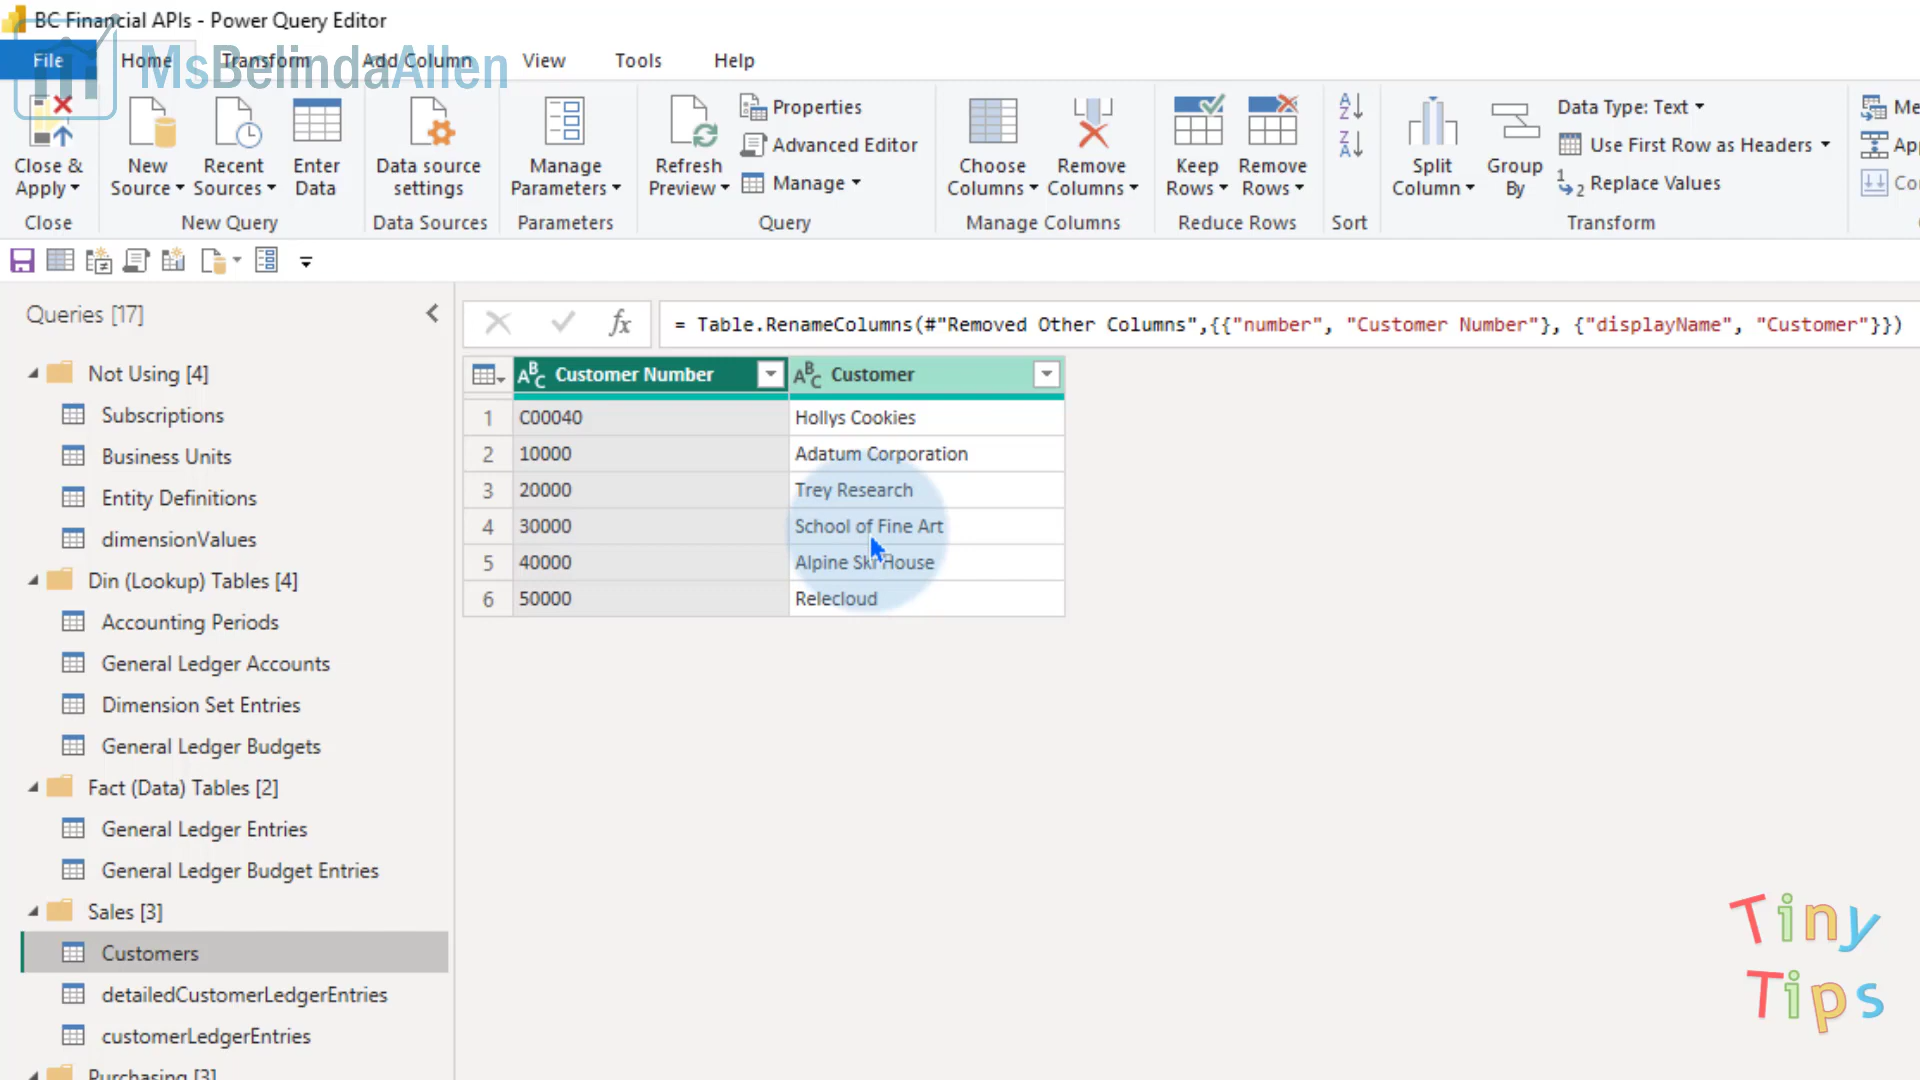 BC Financial APIs - Power Query Editor
MsBelindaAllen
File Home Transform Add Column View Tools Help
Close & Apply
New Source
Recent Sources
Enter Data
Data source settings
Manage Parameters
Refresh Preview
Properties
Advanced Editor
Manage
Choose Columns
Remove Columns
Keep Rows
Remove Rows
Split Column
Group By
Data Type: Text
Use First Row as Headers
Replace Values
Close
New Query
Data Sources
Parameters
Query
Manage Columns
Reduce Rows
Sort
Transform
Queries [17]
fx
= Table.RenameColumns(#"Removed Other Columns",{{"number", "Customer Number"}, {"displayName", "Customer"}})
Not Using [4]
Subscriptions
Business Units
Entity Definitions
dimensionValues
Din (Lookup) Tables [4]
Accounting Periods
General Ledger Accounts
Dimension Set Entries
General Ledger Budgets
Fact (Data) Tables [2]
General Ledger Entries
General Ledger Budget Entries
Sales [3]
Customers
detailedCustomerLedgerEntries
customerLedgerEntries
Purchasing [3]
ABC Customer Number ABC Customer
1 C00040 Hollys Cookies
2 10000 Adatum Corporation
3 20000 Trey Research
4 30000 School of Fine Art
5 40000 Alpine Ski House
6 50000 Relecloud
Tiny
Tips